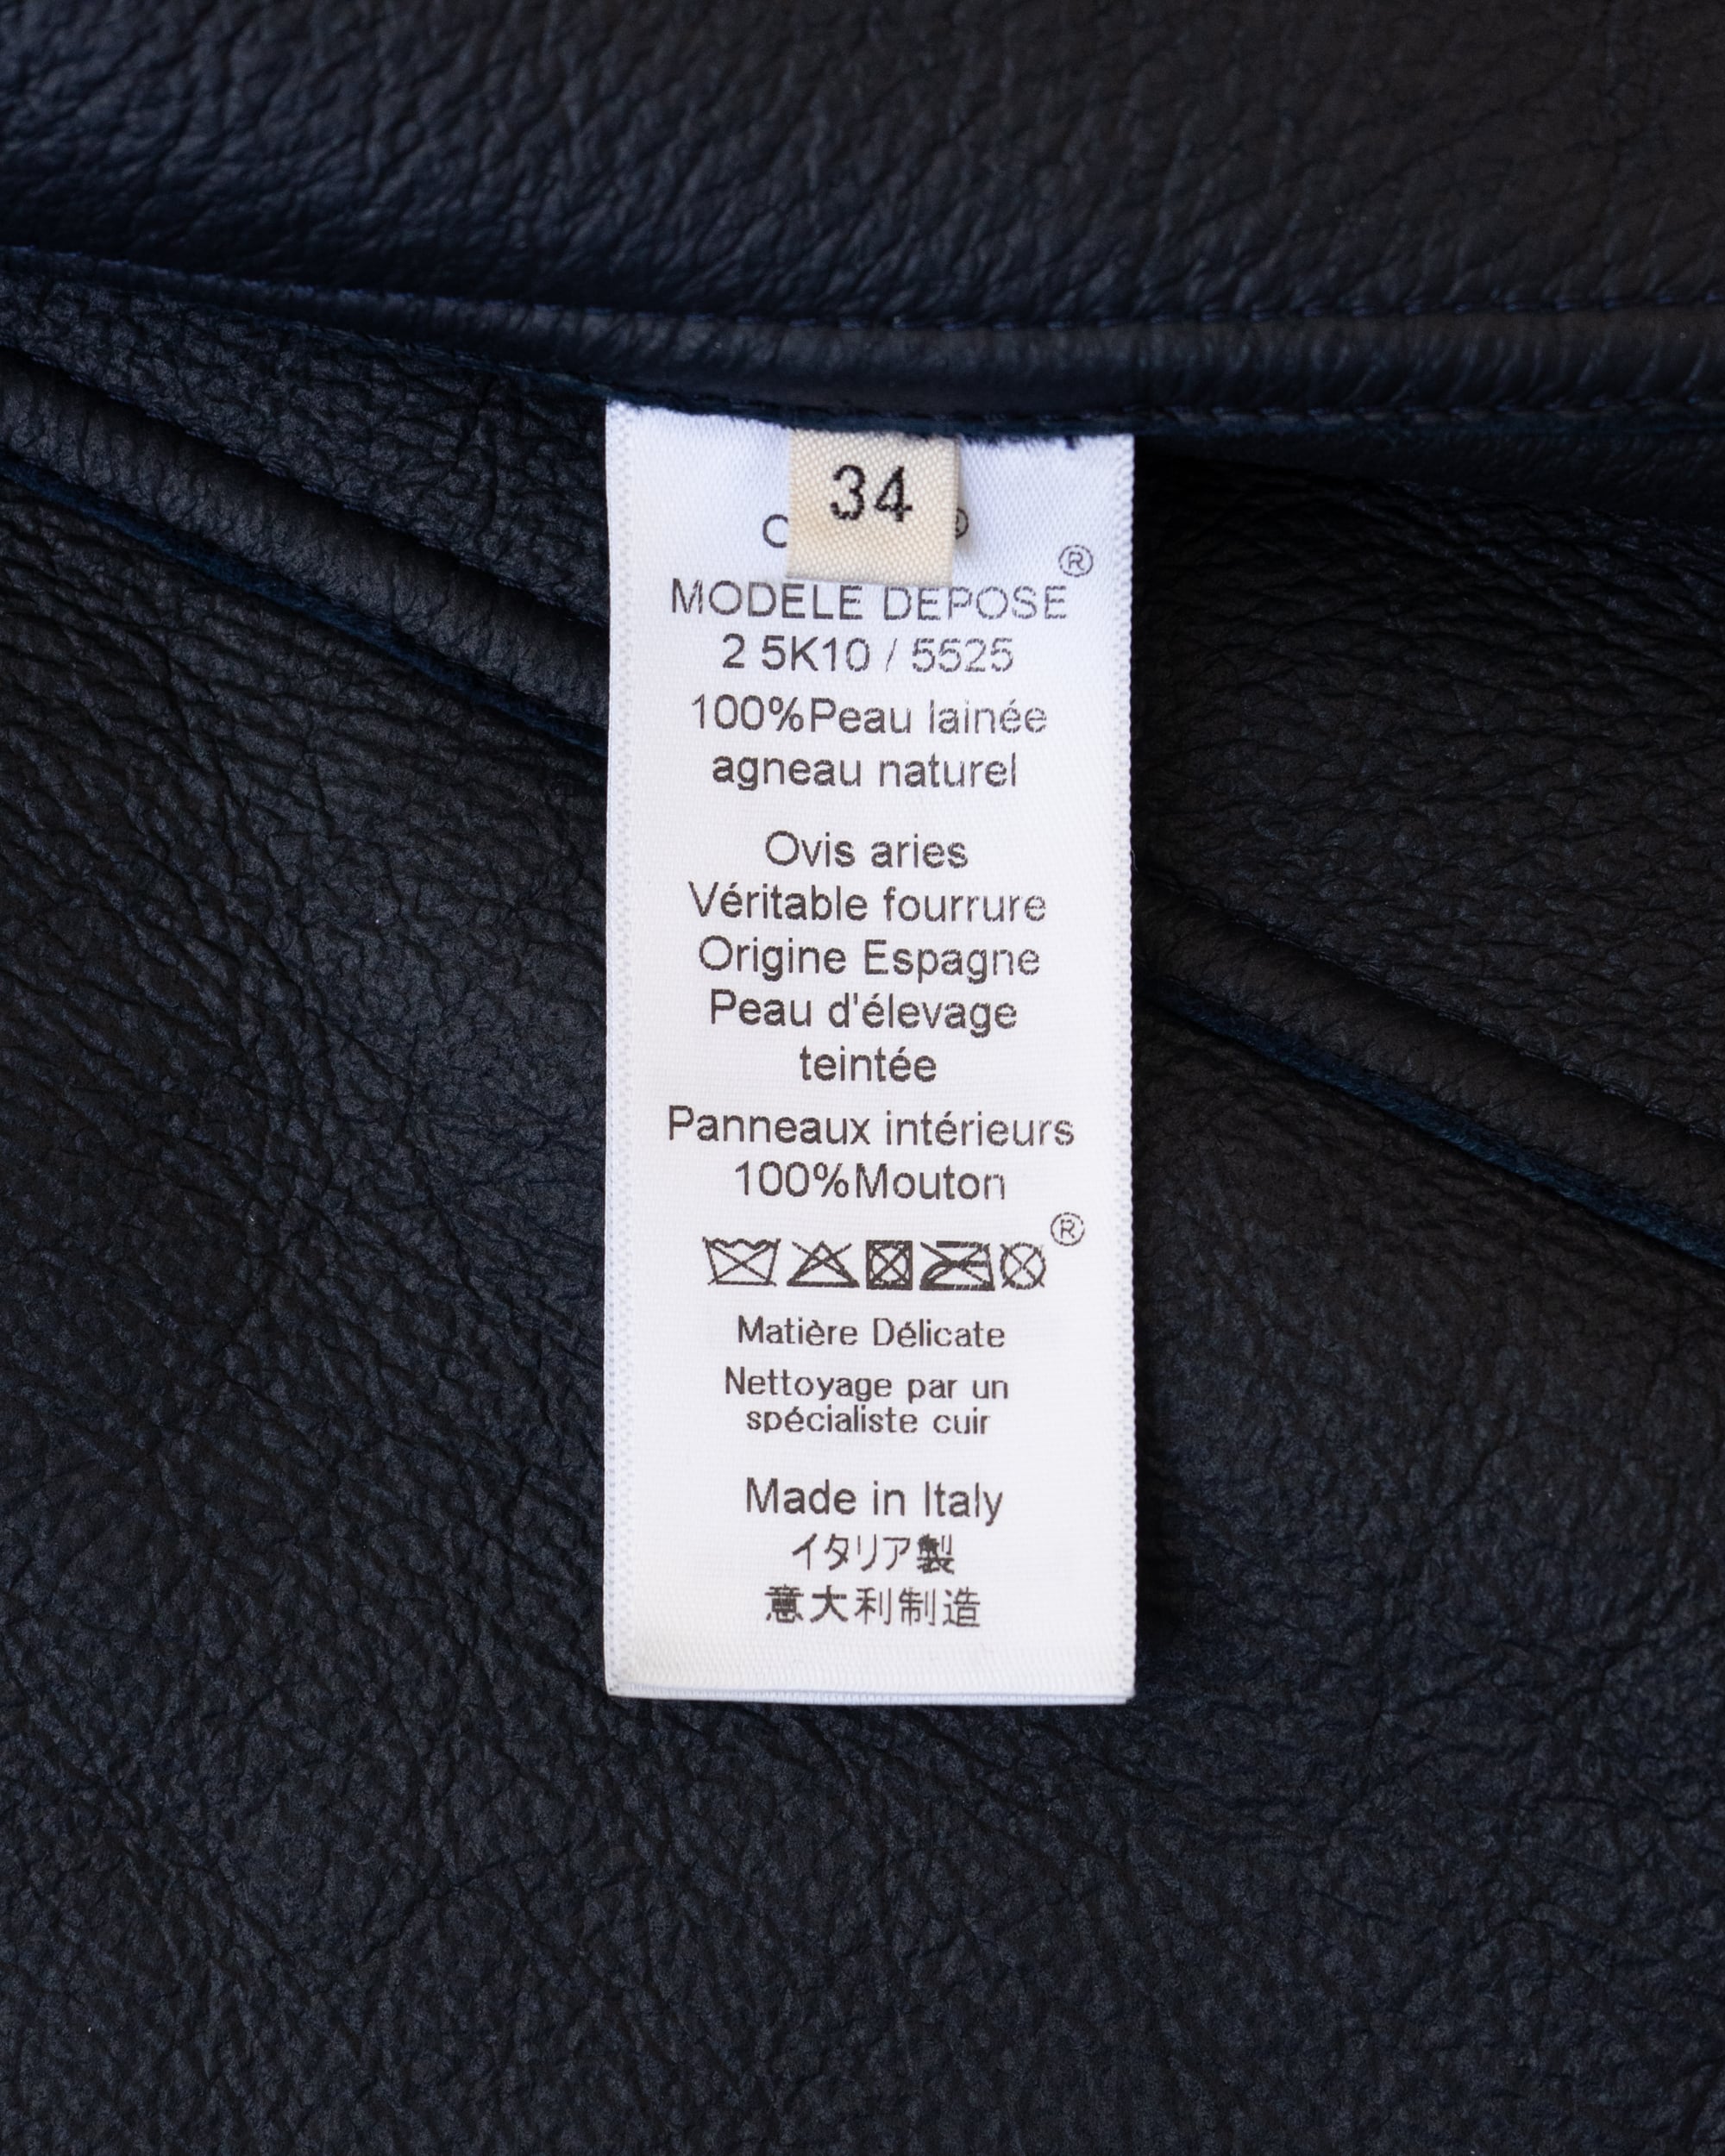 34
®
MODELE DEPOSE
2 5K10 / 5525
100%Peau lainée
agneau naturel
Ovis aries
Véritable fourrure
Origine Espagne
Peau d'élevage
teintée
Panneaux intérieurs
100%Mouton
®
Matière Délicate
Nettoyage par un
spécialiste cuir
Made in Italy
イタリア製
意大利制造